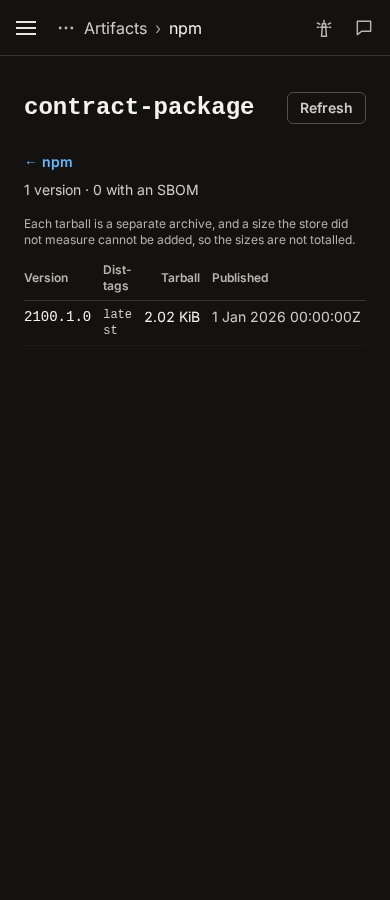 ··· Artifacts › npm
contract-package
Refresh
← npm
1 version · 0 with an SBOM
Each tarball is a separate archive, and a size the store did
not measure cannot be added, so the sizes are not totalled.
Version Dist-tags Tarball Published
2100.1.0 latest 2.02 KiB 1 Jan 2026 00:00:00Z